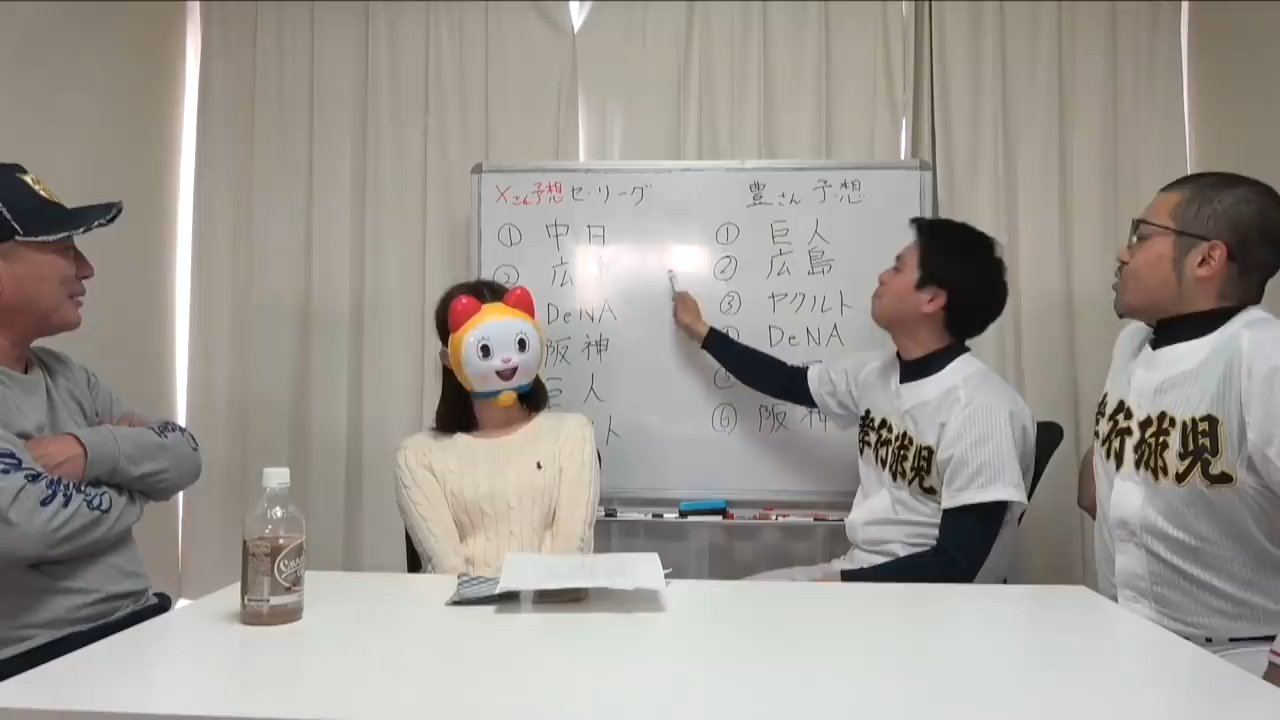 Xさん予想 セ・リーグ
① 中日
② 広
DeNA
阪神
巨人
ト
豊さん 予想
① 巨人
② 広島
③ ヤクルト
DeNA
⑥ 阪神
孝行球児
孝行球児